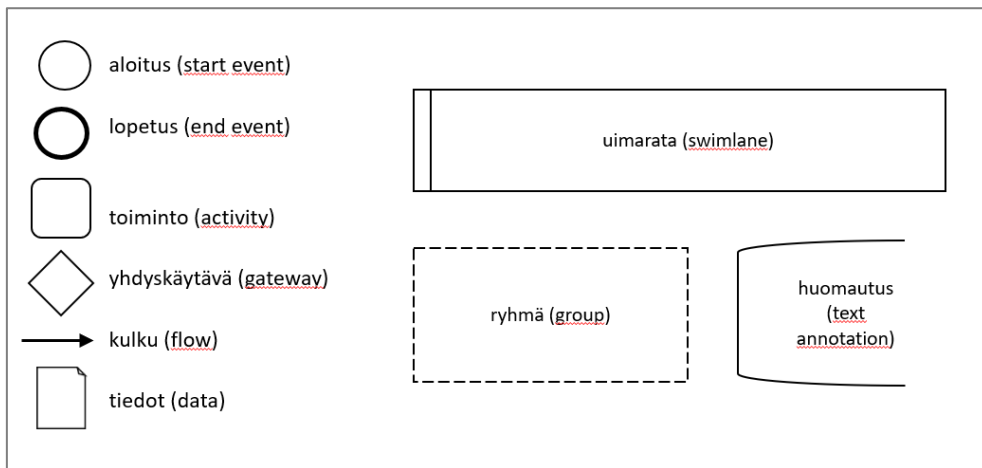 aloitus (start event)
lopetus (end event)
toiminto (activity)
yhdyskäytävä (gateway)
kulku (flow)
tiedot (data)
uimarata (swimlane)
ryhmä (group)
huomautus
(text
annotation)